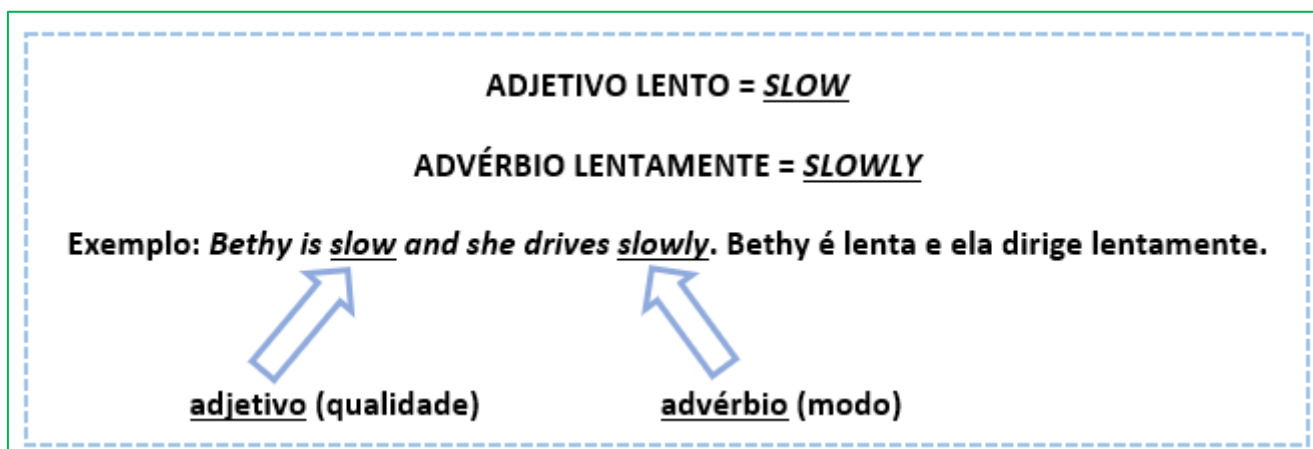 ADJETIVO LENTO = SLOW
ADVÉRBIO LENTAMENTE = SLOWLY
Exemplo: Bethy is slow and she drives slowly. Bethy é lenta e ela dirige lentamente.
adjetivo (qualidade) advérbio (modo)